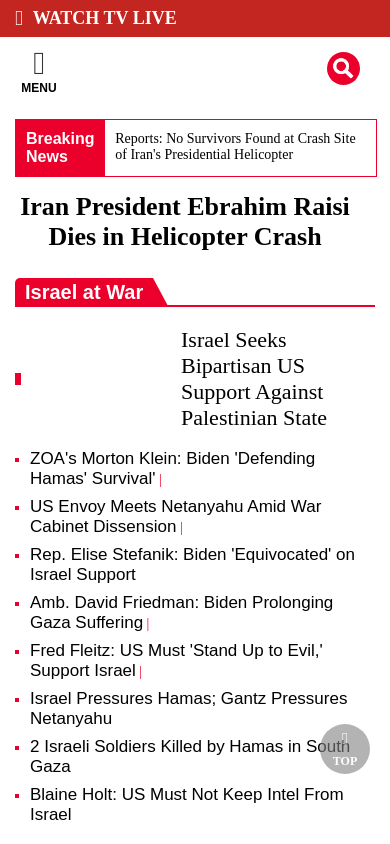 WATCH TV LIVE
MENU
Breaking
News
Reports: No Survivors Found at Crash Site
of Iran's Presidential Helicopter
Iran President Ebrahim Raisi
Dies in Helicopter Crash
Israel at War
Israel Seeks
Bipartisan US
Support Against
Palestinian State
ZOA's Morton Klein: Biden 'Defending
Hamas' Survival' |
US Envoy Meets Netanyahu Amid War
Cabinet Dissension |
Rep. Elise Stefanik: Biden 'Equivocated' on
Israel Support
Amb. David Friedman: Biden Prolonging
Gaza Suffering |
Fred Fleitz: US Must 'Stand Up to Evil,'
Support Israel |
Israel Pressures Hamas; Gantz Pressures
Netanyahu
2 Israeli Soldiers Killed by Hamas in South
Gaza
TOP
Blaine Holt: US Must Not Keep Intel From
Israel